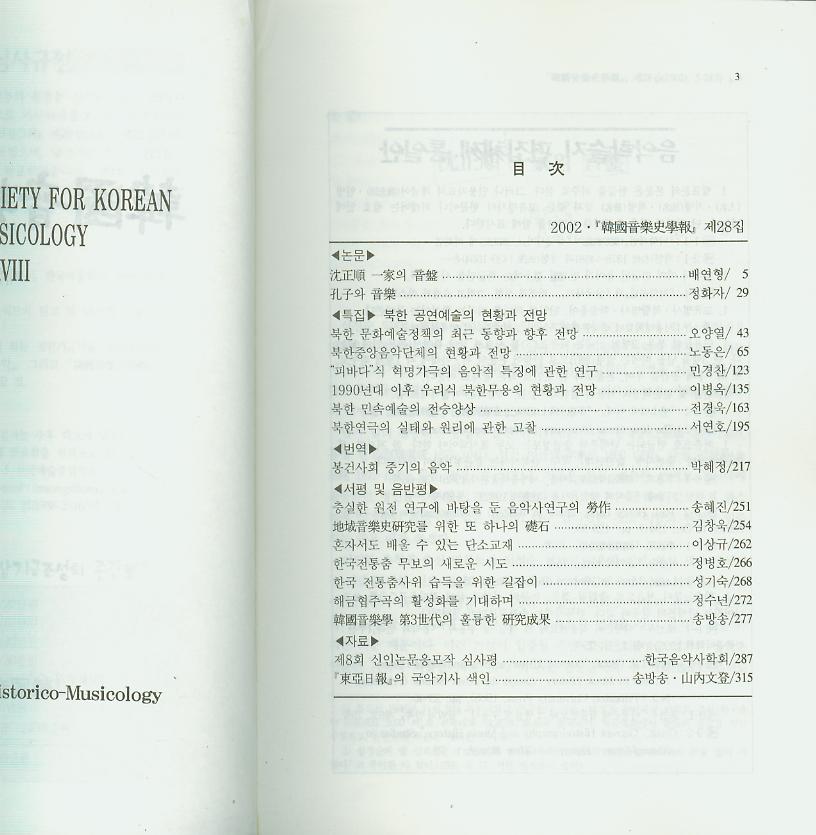 IETY FOR KOREAN
SICOLOGY
VIII
istorico-Musicology
3
目 次
2002·『韓國音樂史學報』 제28집
◀논문▶
沈正順 一家의 音盤 배연형/ 5
孔子의 音樂 정화자/ 29
◀특집▶ 북한 공연예술의 현황과 전망
북한 문화예술정책의 최근 동향과 향후 전망 오양열/ 43
북한중앙음악단체의 현황과 전망 노동은/ 65
"피바다"식 혁명가극의 음악적 특징에 관한 연구 민경찬/123
1990년대 이후 우리식 북한무용의 현황과 전망 이병옥/135
북한 민속예술의 전승양상 전경욱/163
북한연극의 실태와 원리에 관한 고찰 서연호/195
◀번역▶
봉건사회 중기의 음악 박혜정/217
◀서평 및 음반평▶
충실한 원전 연구에 바탕을 둔 음악사연구의 勞作 송혜진/251
地域音樂史硏究를 위한 또 하나의 礎石 김창욱/254
혼자서도 배울 수 있는 단소교재 이상규/262
한국전통춤 무보의 새로운 시도 정병호/266
한국 전통춤사위 습득을 위한 길잡이 성기숙/268
해금협주곡의 활성화를 기대하며 정수년/272
韓國音樂學 第3世代의 훌륭한 硏究成果 송방송/277
◀자료▶
제8회 신인논문응모작 심사평 한국음악사학회/287
『東亞日報』의 국악기사 색인 송방송·山內文登/315